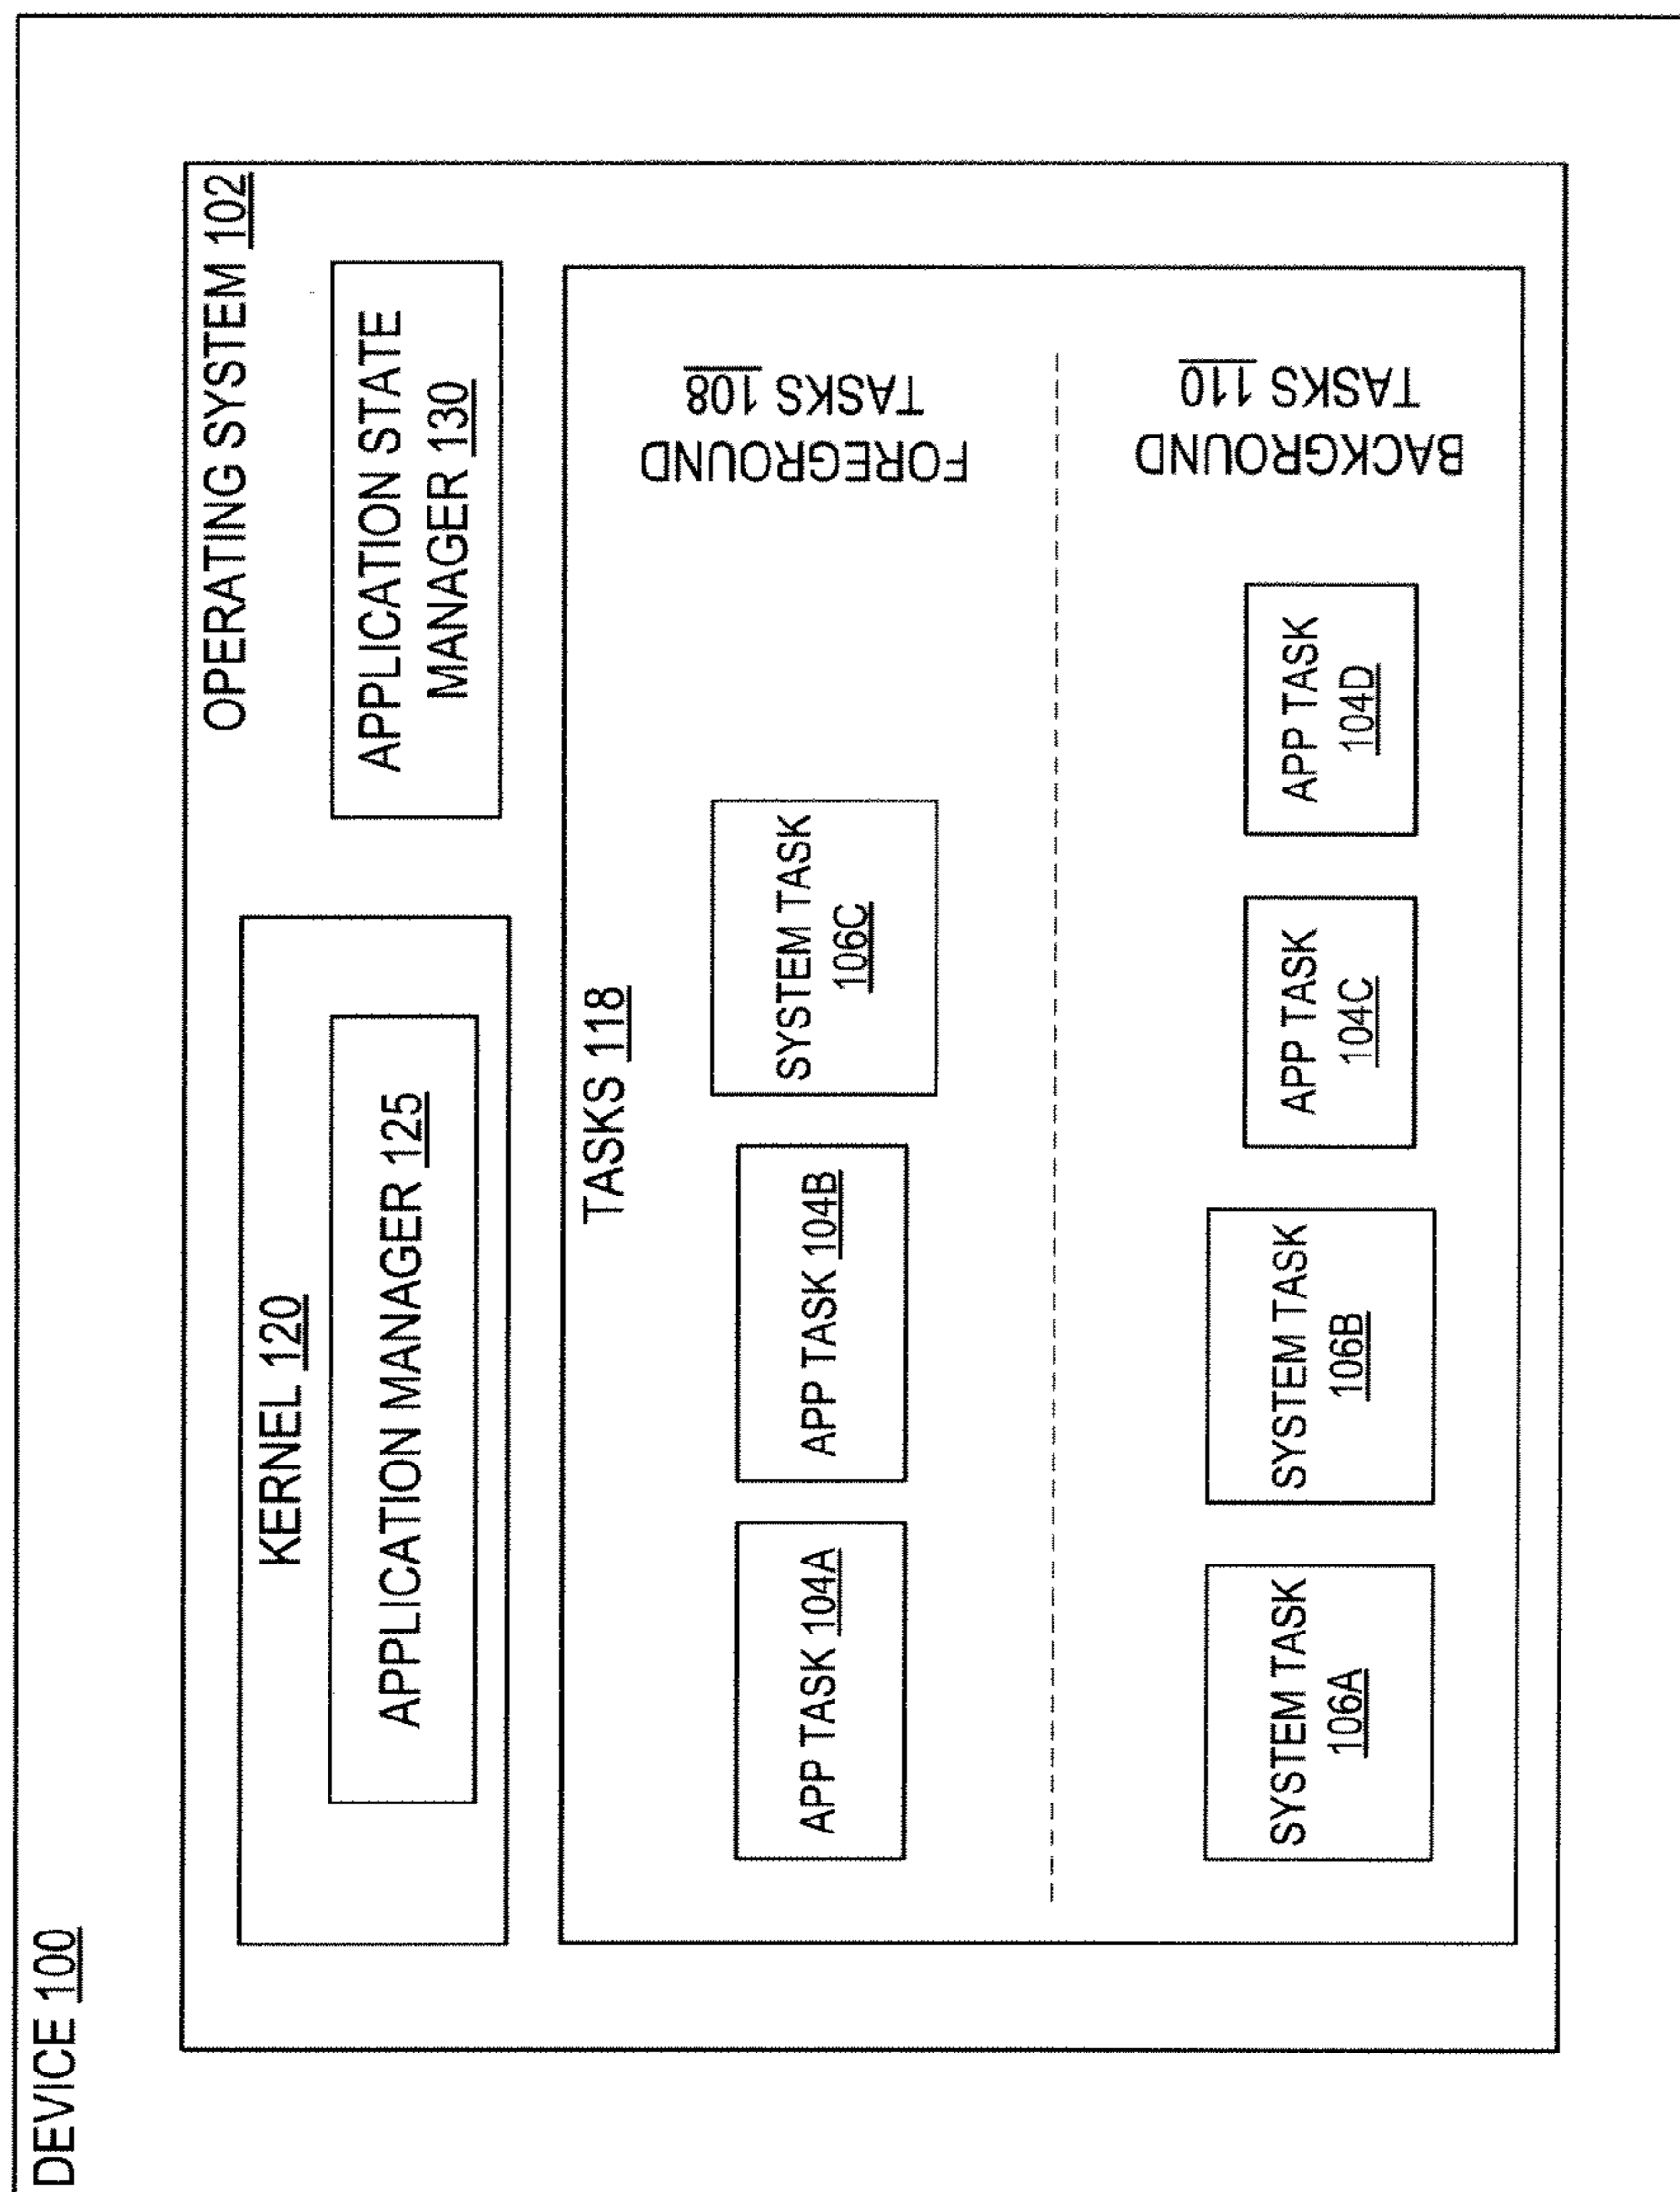 DEVICE 100
OPERATING SYSTEM 102
KERNEL 120
APPLICATION MANAGER 125
APPLICATION STATE
MANAGER 130
TASKS 118
APP TASK 104A
APP TASK 104B
SYSTEM TASK
106C
FOREGROUND
TASKS 108
SYSTEM TASK
106A
SYSTEM TASK
106B
APP TASK
104C
APP TASK
104D
BACKGROUND
TASKS 110